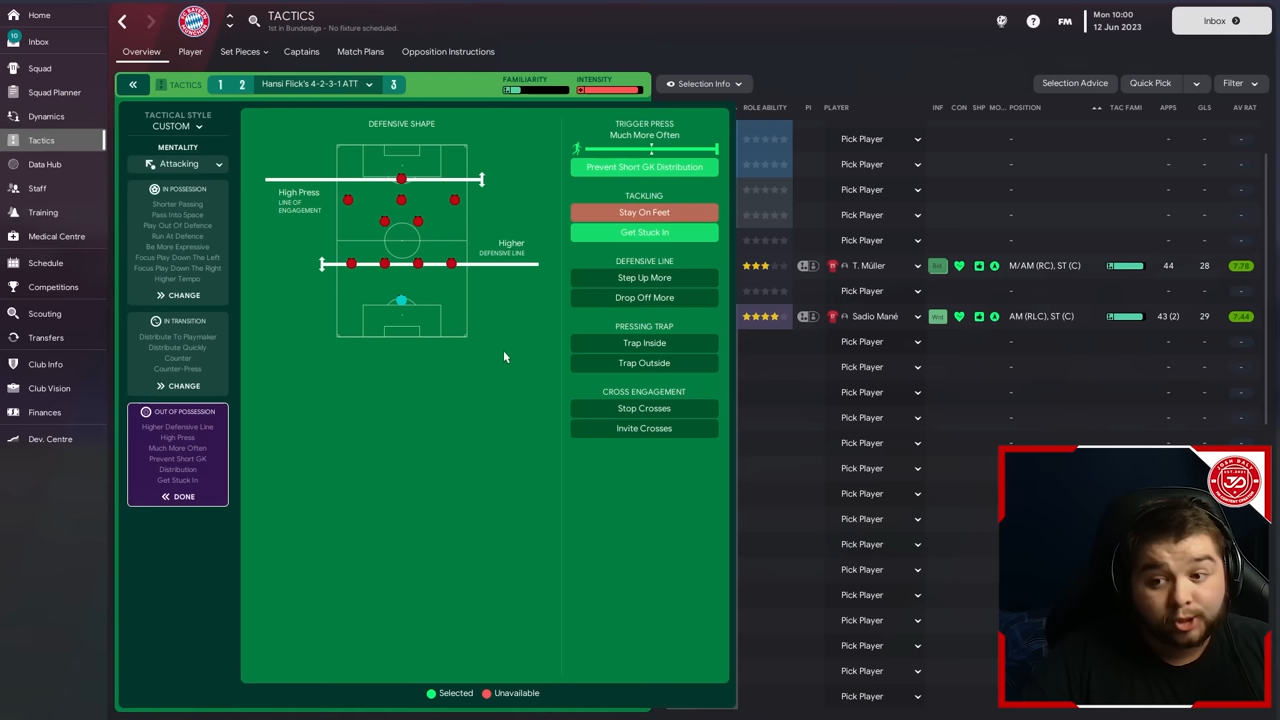 Home
10
Inbox
Squad
Squad Planner
Dynamics
Tactics
Data Hub
Staff
Training
Medical Centre
Schedule
Competitions
Scouting
Transfers
Club Info
Club Vision
Finances
Dev. Centre
TACTICS
1st in Bundesliga - No fixture scheduled.
FM
Mon 10:00
12 Jun 2023
Inbox
Overview
Player
Set Pieces
Captains
Match Plans
Opposition Instructions
TACTICS
1
2
Hansi Flick's 4-2-3-1 ATT
3
FAMILIARITY
INTENSITY
Selection Info
Selection Advice
Quick Pick
Filter
TACTICAL STYLE
CUSTOM
MENTALITY
Attacking
IN POSSESSION
Shorter Passing
Pass Into Space
Play Out Of Defence
Run At Defence
Be More Expressive
Focus Play Down The Left
Focus Play Down The Right
Higher Tempo
CHANGE
IN TRANSITION
Distribute To Playmaker
Distribute Quickly
Counter
Counter-Press
CHANGE
OUT OF POSSESSION
Higher Defensive Line
High Press
Much More Often
Prevent Short GK
Distribution
Get Stuck In
DONE
DEFENSIVE SHAPE
High Press
LINE OF
ENGAGEMENT
Higher
DEFENSIVE LINE
TRIGGER PRESS
Much More Often
Prevent Short GK Distribution
TACKLING
Stay On Feet
Get Stuck In
DEFENSIVE LINE
Step Up More
Drop Off More
PRESSING TRAP
Trap Inside
Trap Outside
CROSS ENGAGEMENT
Stop Crosses
Invite Crosses
Selected
Unavailable
ROLE ABILITY PI PLAYER INF CON SHP MO... POSITION TAC FAMI APPS GLS AV RAT
Pick Player - - - -
Pick Player - - - -
Pick Player - - - -
Pick Player - - - -
Pick Player - - - -
T. Müller Bid M/AM (RC), ST (C) 44 28 7.78
Pick Player - - - -
Sadio Mané Wnt AM (RLC), ST (C) 43 (2) 29 7.44
Pick Player - - - -
Pick Player - - - -
Pick Player - - - -
Pick Player - - - -
Pick Player - - - -
Pick Player
Pick Player
Pick Player
Pick Player
Pick Player
Pick Player
Pick Player
Pick Player
Pick Player
Pick Player
JOSH DALY
JD